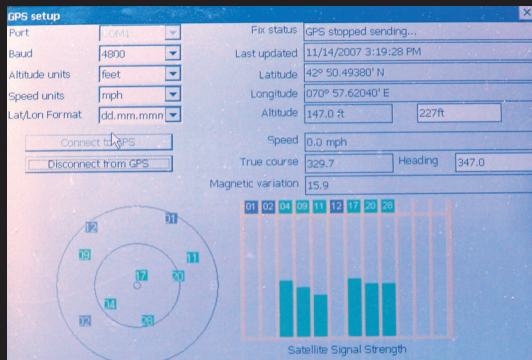 GPS setup
Port COM1
Baud 4800
Altitude units feet
Speed units mph
Lat/Lon Format dd.mm.mmn
Connect to GPS
Disconnect from GPS
Fix status GPS stopped sending...
Last updated 11/14/2007 3:19:28 PM
Latitude 42º 50.49380' N
Longitude 070º 57.62040' E
Altitude 147.0 ft 227ft
Speed 0.0 mph
True course 329.7 Heading 347.0
Magnetic variation 15.9
01 02 04 09 11 12 17 20 28
12 01
09 11
17 20
04
02 28
Satellite Signal Strength